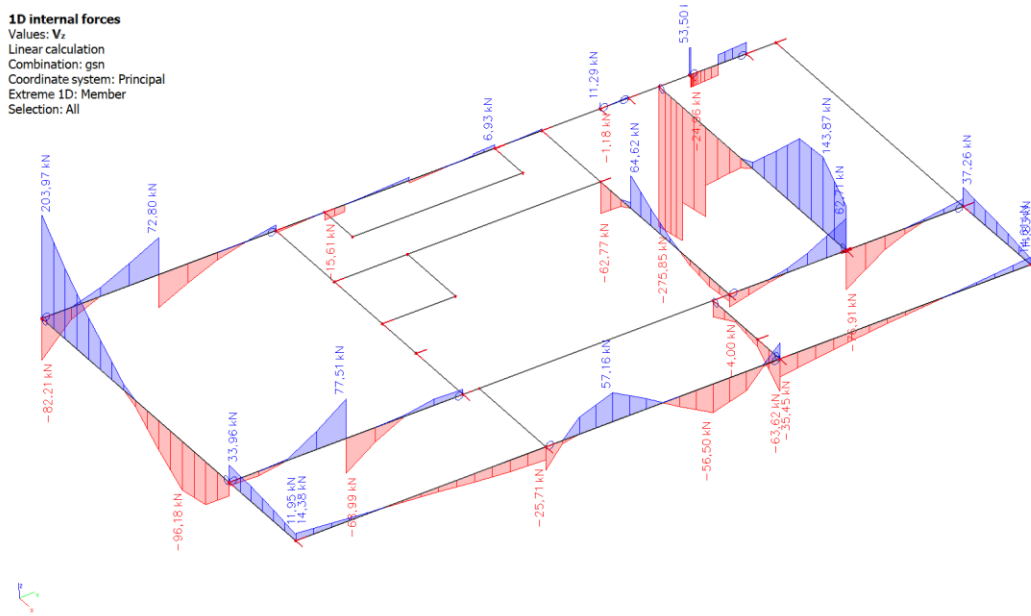 1D internal forces
Values: Vz
Linear calculation
Combination: gsn
Coordinate system: Principal
Extreme 1D: Member
Selection: All
53,50
11,29 kN
-24,86 kN
6,93 kN
-1,18 kN
64,62 kN
143,87 kN
37,26 kN
203,97 kN
72,80 kN
62,71 kN
-15,61 kN
-62,77 kN
-275,85 kN
-82,21 kN
-4,00 kN
77,51 kN
57,16 kN
33,96 kN
-63,62 kN
-35,45 kN
-56,50 kN
-96,18 kN
11,95 kN
14,38 kN
-25,71 kN